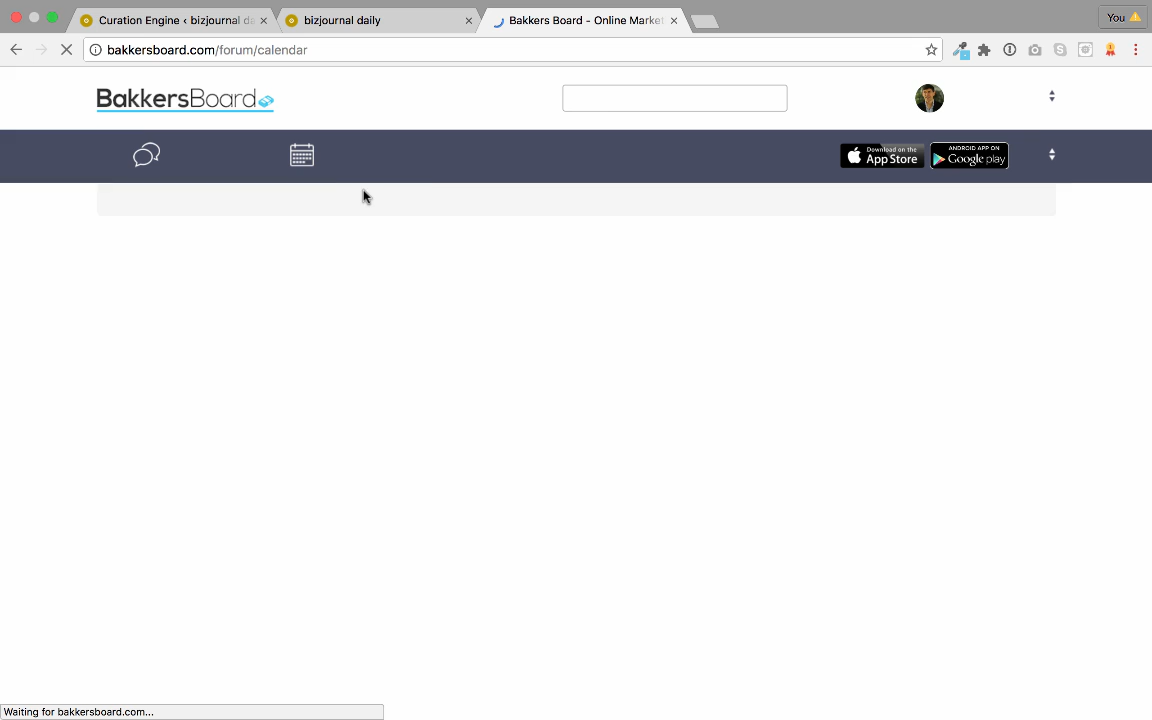 Curation Engine ‹ bizjournal da
bizjournal daily
Bakkers Board - Online Market
You
bakkersboard.com/forum/calendar
BakkersBoard
Download on the
App Store
ANDROID APP ON
Google play
Waiting for bakkersboard.com...